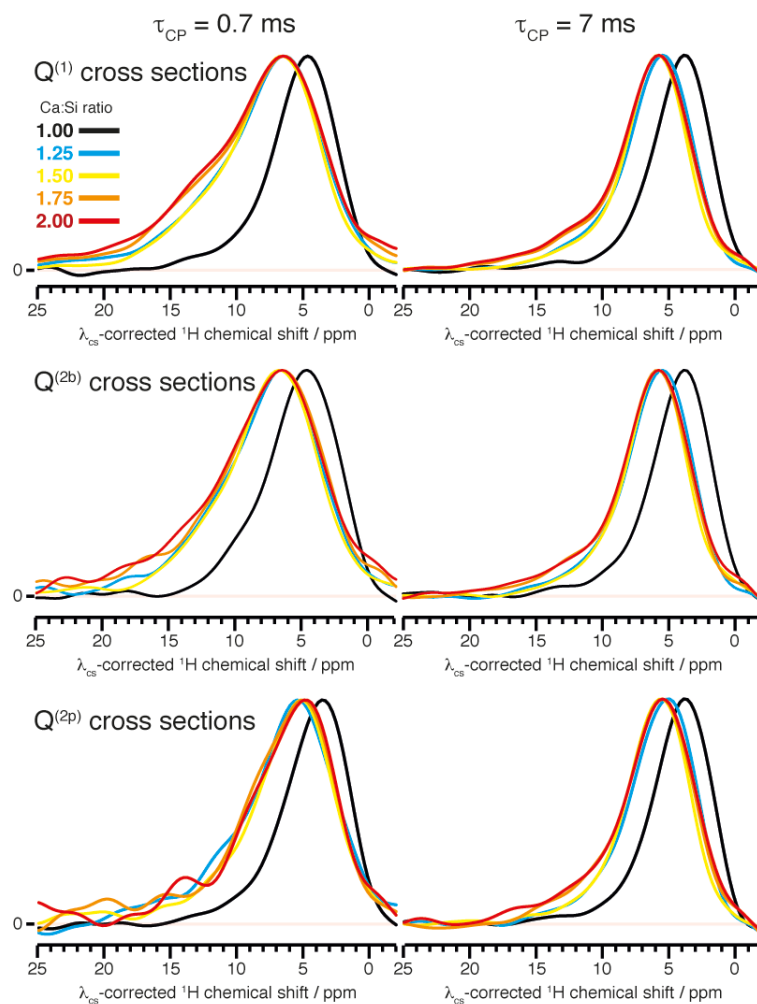 τCP = 0.7 ms
τCP = 7 ms
Q(1) cross sections
Ca:Si ratio
1.00
1.25
1.50
1.75
2.00
0
25 20 15 10 5 0
25 20 15 10 5 0
λcs-corrected ¹H chemical shift / ppm
λcs-corrected ¹H chemical shift / ppm
Q(2b) cross sections
0
25 20 15 10 5 0
25 20 15 10 5 0
λcs-corrected ¹H chemical shift / ppm
λcs-corrected ¹H chemical shift / ppm
Q(2p) cross sections
0
25 20 15 10 5 0
25 20 15 10 5 0
λcs-corrected ¹H chemical shift / ppm
λcs-corrected ¹H chemical shift / ppm